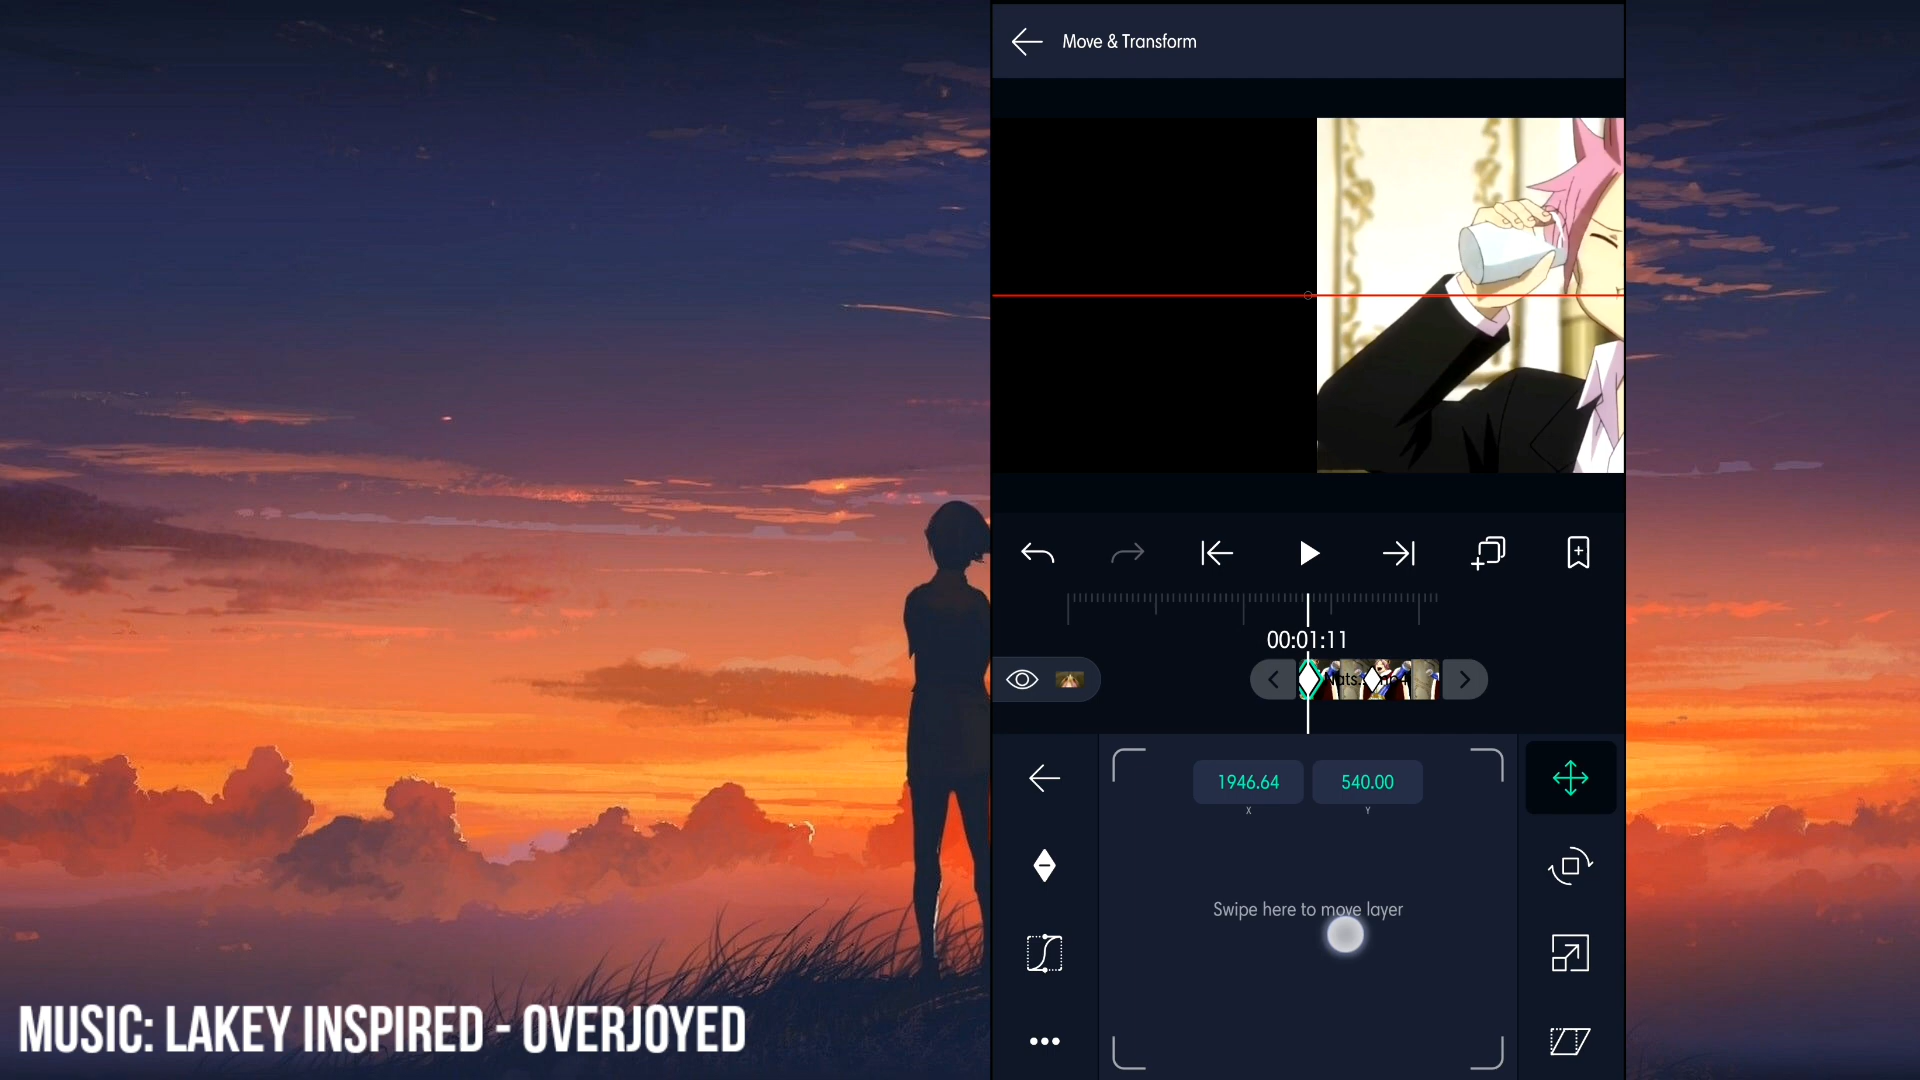 Move & Transform
00:01:11
1946.64 540.00
X Y
Swipe here to move layer
MUSIC: LAKEY INSPIRED - OVERJOYED